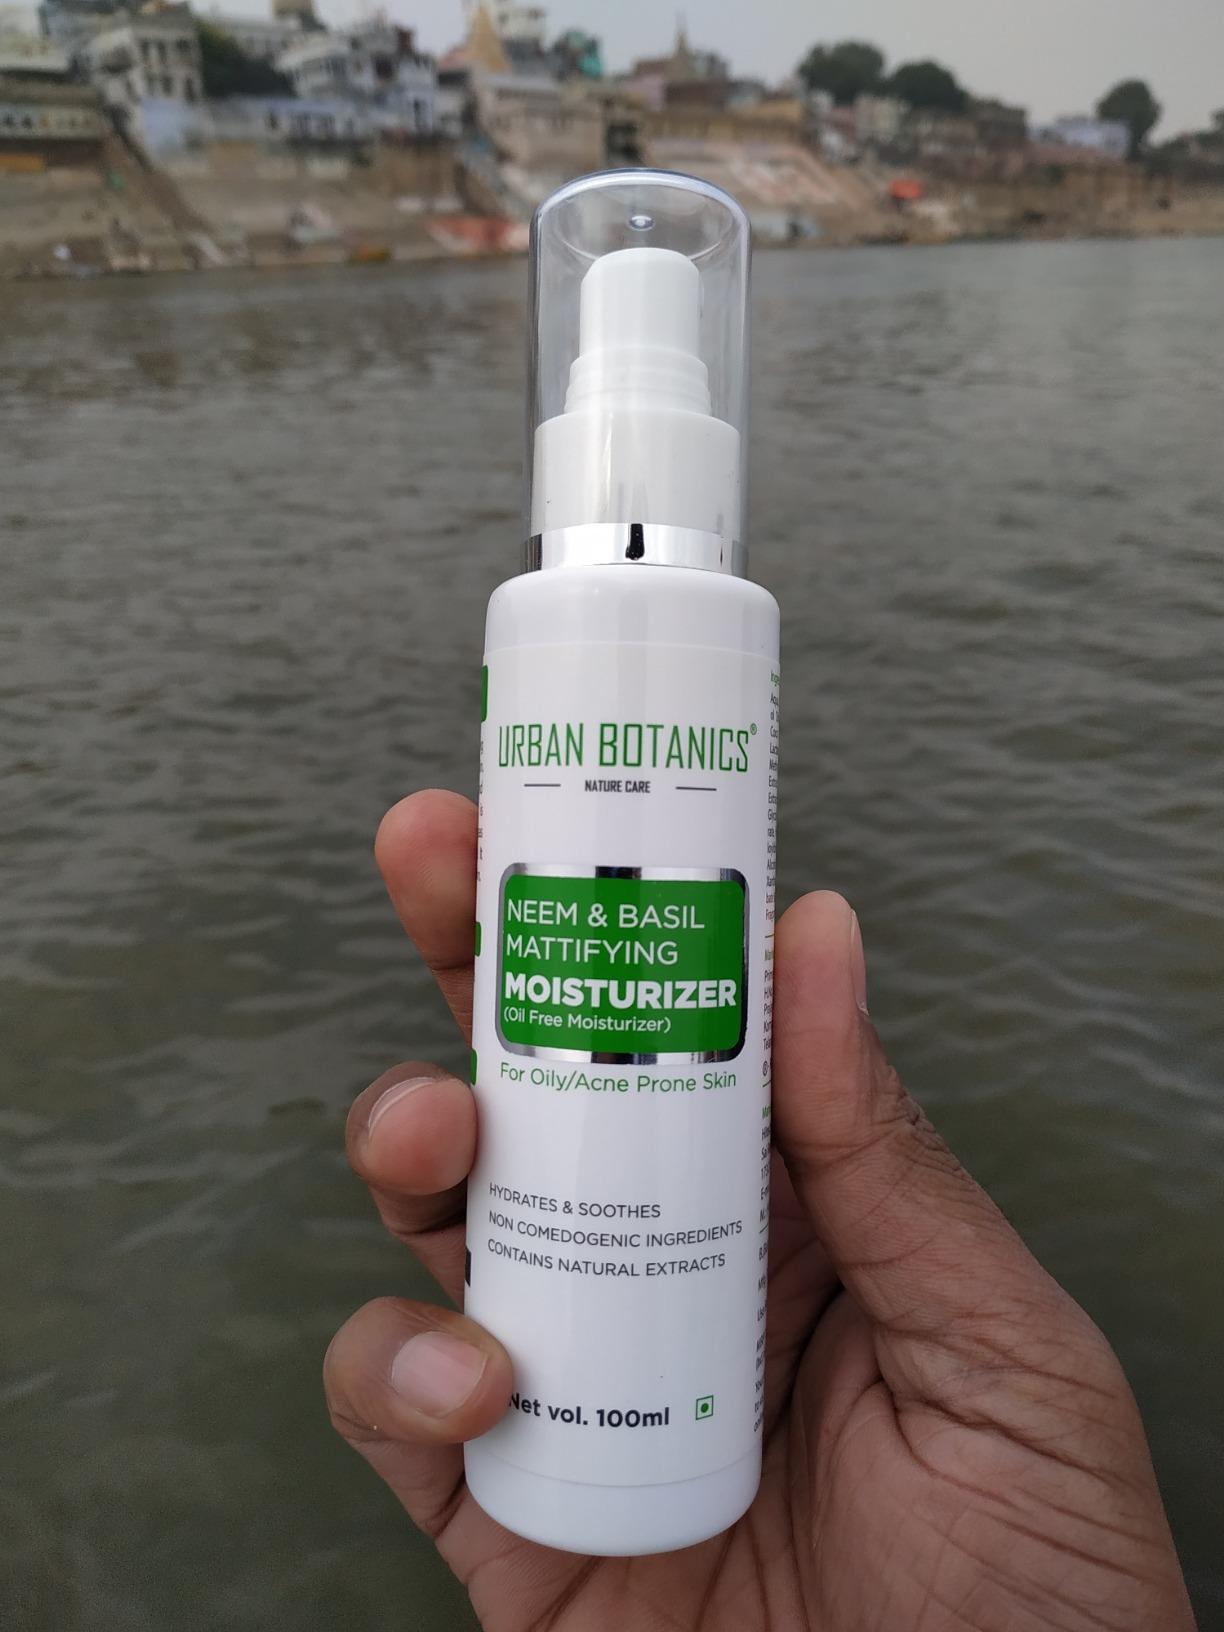 URBAN BOTANICS®
NATURE CARE
NEEM & BASIL
MATTIFYING
MOISTURIZER
(Oil Free Moisturizer)
For Oily/Acne Prone Skin
HYDRATES & SOOTHES
NON COMEDOGENIC INGREDIENTS
CONTAINS NATURAL EXTRACTS
Net vol. 100ml